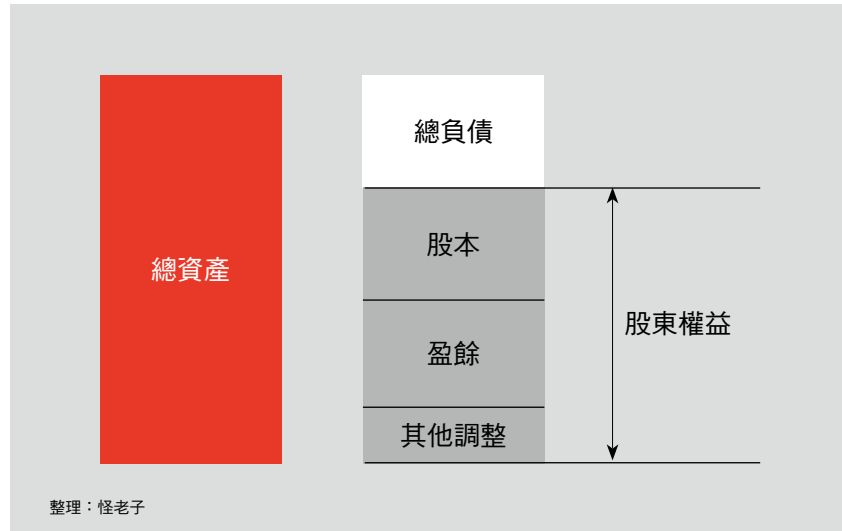 總資產
總負債
股本
盈餘
其他調整
股東權益
整理：怪老子